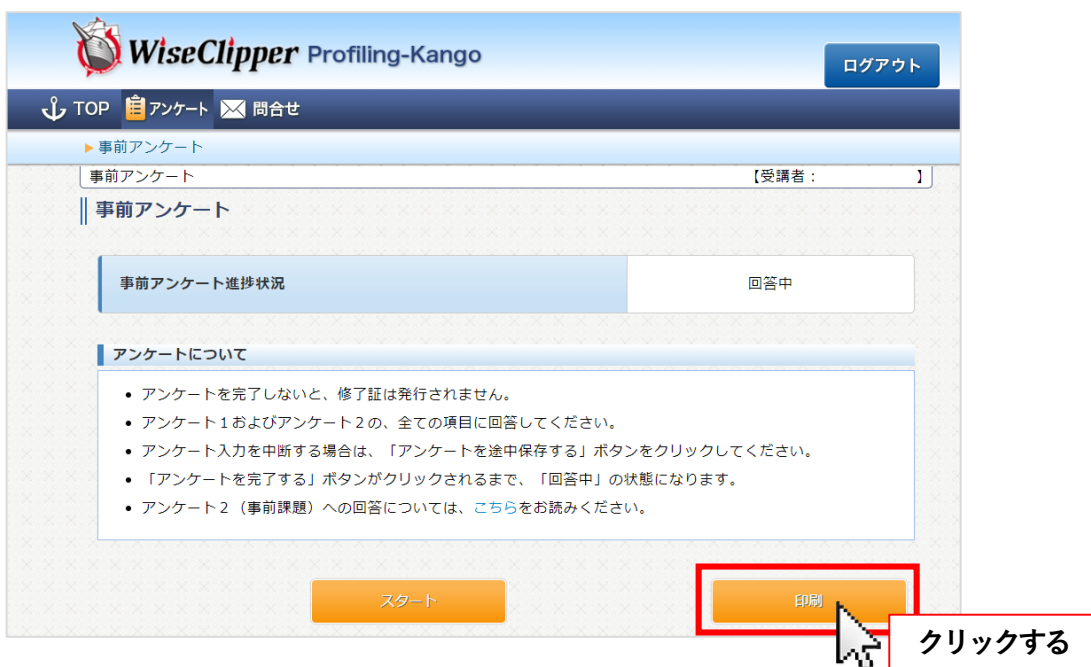 WiseClipper Profiling-Kango
ログアウト
TOP アンケート 問合せ
事前アンケート
事前アンケート 【受講者： 】
事前アンケート
事前アンケート進捗状況 回答中
アンケートについて
• アンケートを完了しないと、修了証は発行されません。
• アンケート１およびアンケート２の、全ての項目に回答してください。
• アンケート入力を中断する場合は、「アンケートを途中保存する」ボタンをクリックしてください。
• 「アンケートを完了する」ボタンがクリックされるまで、「回答中」の状態になります。
• アンケート２（事前課題）への回答については、こちらをお読みください。
スタート 印刷
クリックする